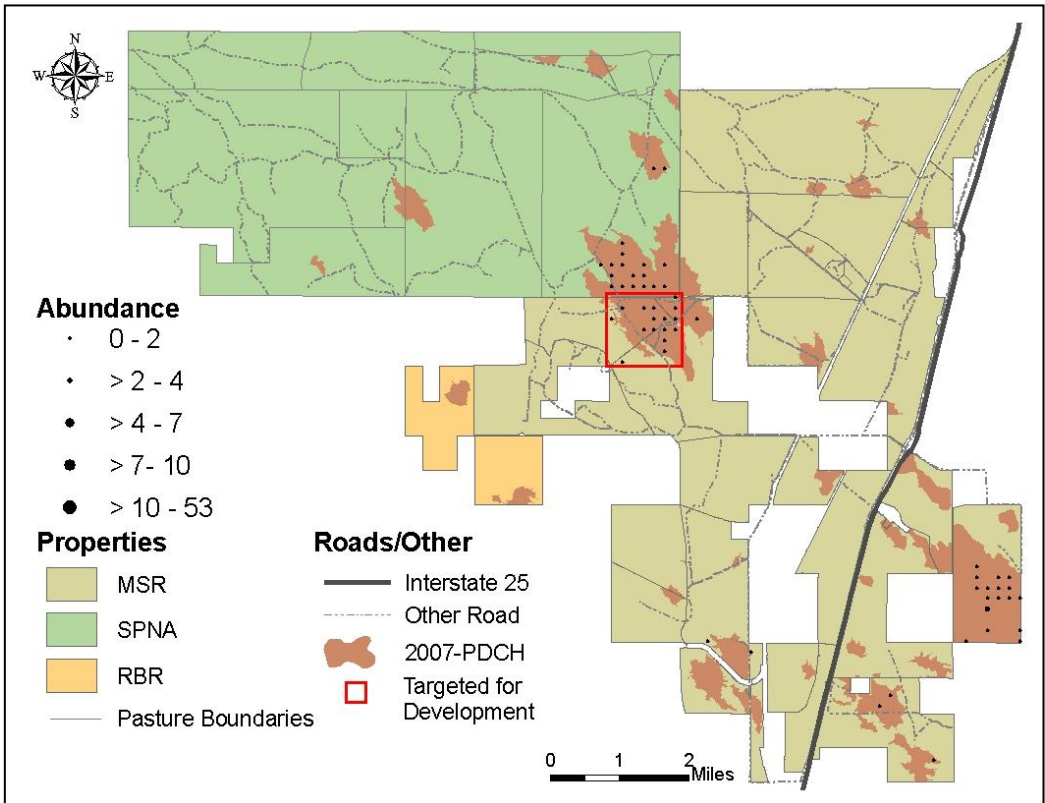 N
W E
S
Abundance
0 - 2
> 2 - 4
> 4 - 7
> 7 - 10
> 10 - 53
Properties
MSR
SPNA
RBR
Pasture Boundaries
Roads/Other
Interstate 25
Other Road
2007-PDCH
Targeted for
Development
0 1 2
Miles